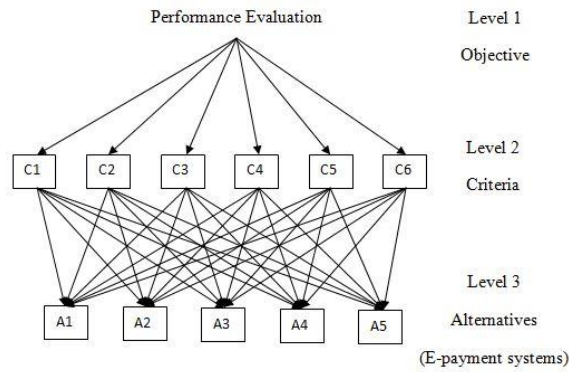 Performance Evaluation
Level 1
Objective
C1 C2 C3 C4 C5 C6
Level 2
Criteria
A1 A2 A3 A4 A5
Level 3
Alternatives
(E-payment systems)